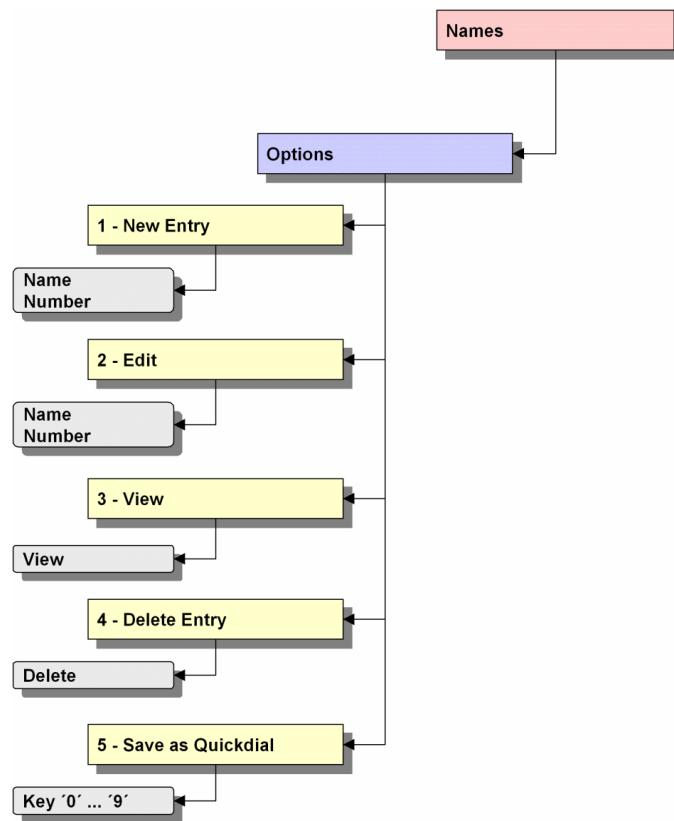 Names
Options
1 - New Entry
Name
Number
2 - Edit
Name
Number
3 - View
View
4 - Delete Entry
Delete
5 - Save as Quickdial
Key ´0´ ... ´9´